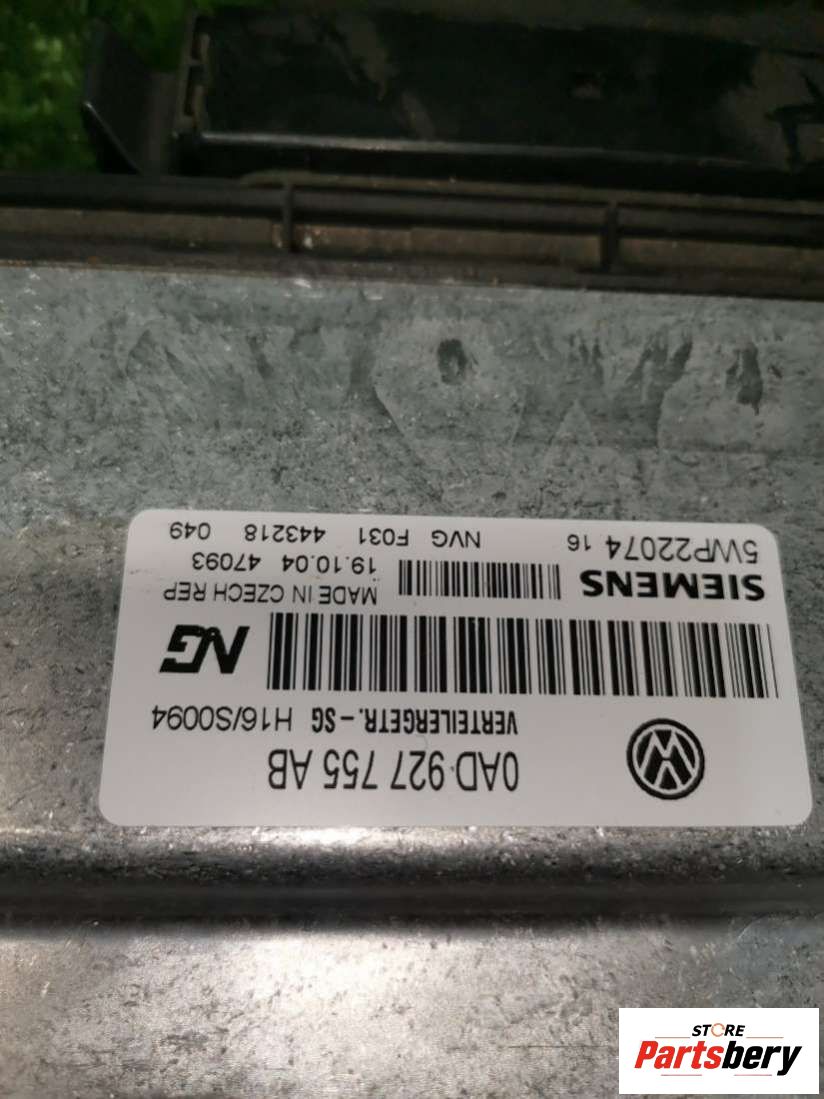 0AD 927 755 AB
VERTEILERGETR.-SG H16/S0094
NG
MADE IN CZECH REP
SIEMENS
19.10.04 47093
5WP22074 16
NVG F031 443218 049
STORE
Partsbery